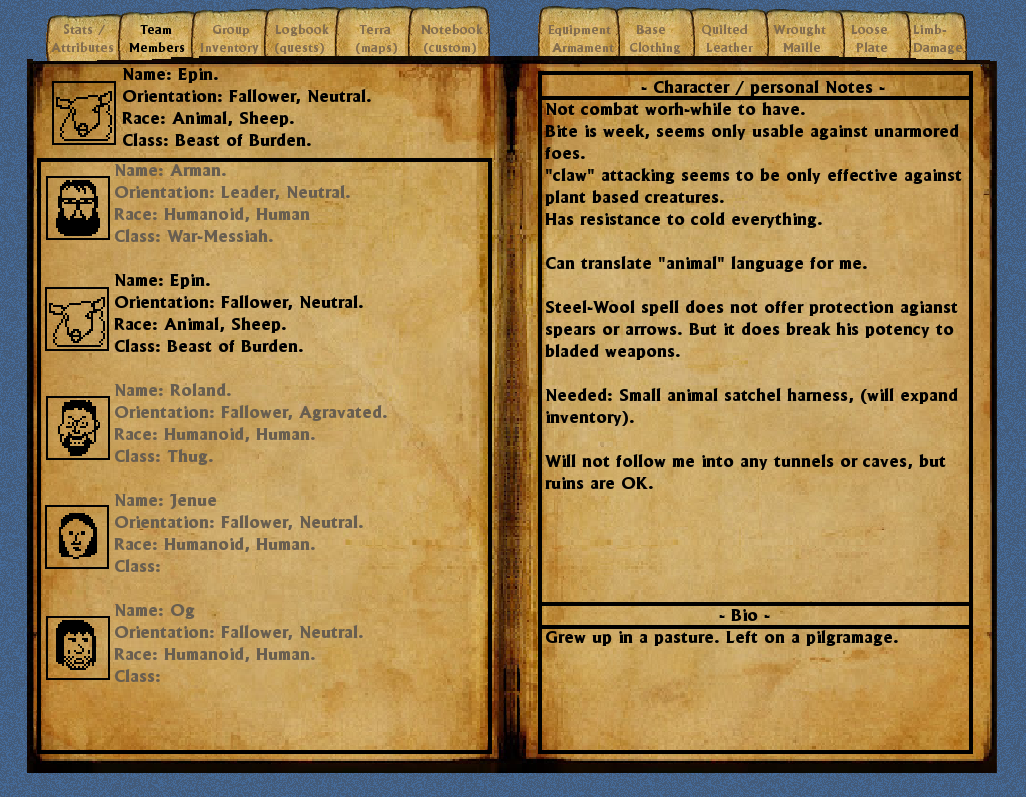 Stats /
Attributes
Team
Members
Group
Inventory
Logbook
(quests)
Terra
(maps)
Notebook
(custom)
Equipment
Armament
Base
Clothing
Quilted
Leather
Wrought
Maille
Loose
Plate
Limb-
Damage
Name: Epin.
Orientation: Fallower, Neutral.
Race: Animal, Sheep.
Class: Beast of Burden.
Name: Arman.
Orientation: Leader, Neutral.
Race: Humanoid, Human
Class: War-Messiah.
Name: Epin.
Orientation: Fallower, Neutral.
Race: Animal, Sheep.
Class: Beast of Burden.
Name: Roland.
Orientation: Fallower, Agravated.
Race: Humanoid, Human.
Class: Thug.
Name: Jenue
Orientation: Fallower, Neutral.
Race: Humanoid, Human.
Class:
Name: Og
Orientation: Fallower, Neutral.
Race: Humanoid, Human.
Class:
- Character / personal Notes -
Not combat worh-while to have.
Bite is week, seems only usable against unarmored
foes.
"claw" attacking seems to be only effective against
plant based creatures.
Has resistance to cold everything.
Can translate "animal" language for me.
Steel-Wool spell does not offer protection agianst
spears or arrows. But it does break his potency to
bladed weapons.
Needed: Small animal satchel harness, (will expand
inventory).
Will not follow me into any tunnels or caves, but
ruins are OK.
- Bio -
Grew up in a pasture. Left on a pilgramage.